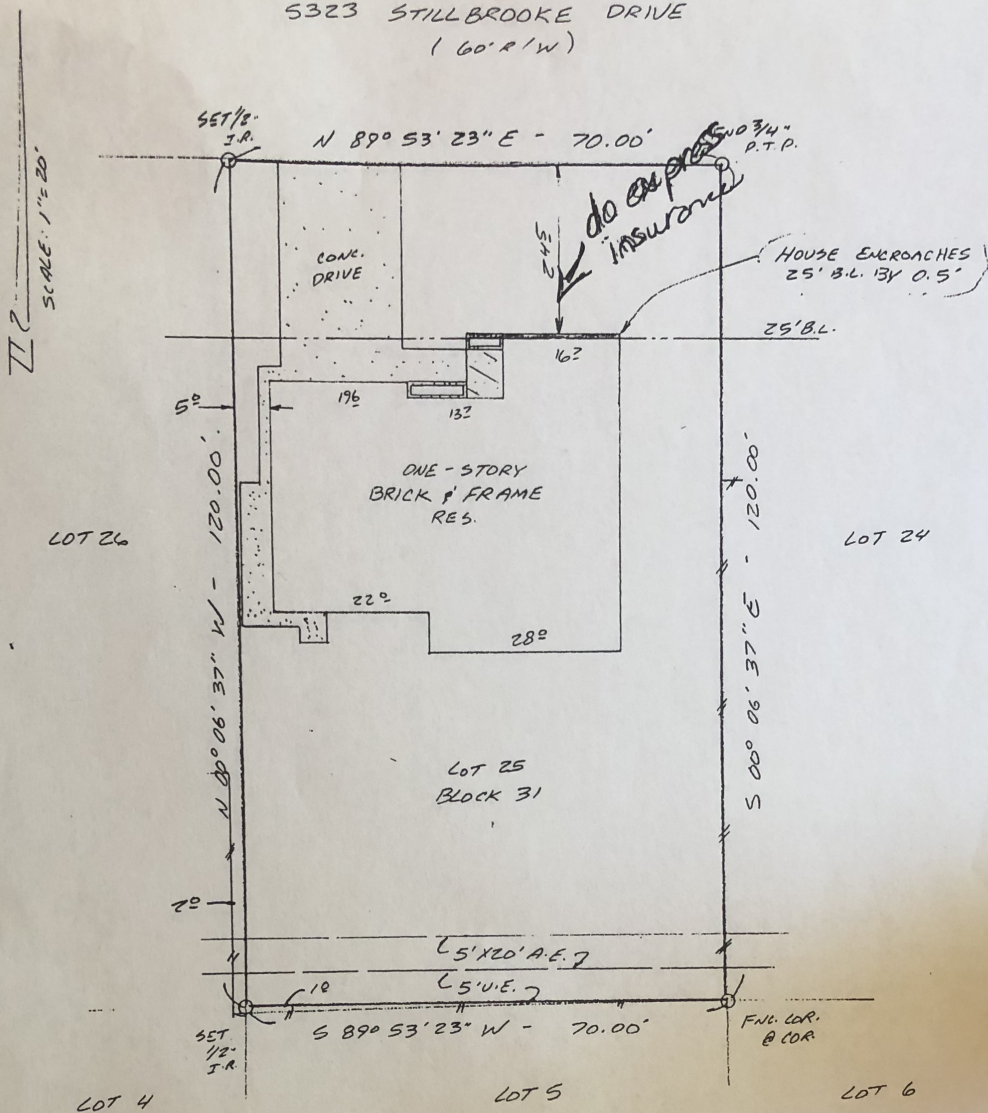 5323 STILLBROOKE DRIVE
(60' R/W)
SCALE: 1"=20'
SET 1/2"
I.R.
N 89° 53' 23" E - 70.00'
3/4"
P.T.P.
do express
insurance
CONC.
DRIVE
24 5
HOUSE ENCROACHES
25' B.L. BY 0.5'
25' B.L.
16 2
5 0
19 6
13 2
ONE - STORY
BRICK & FRAME
RES.
N 00° 06' 37" W - 120.00'
S 00° 06' 37" E - 120.00'
LOT 26
LOT 24
22 0
28 0
LOT 25
BLOCK 31
2 0
5'X20' A.E.
5' U.E.
1 0
SET
1/2"
I.R.
S 89° 53' 23" W - 70.00'
FNC. COR.
@ COR.
LOT 4
LOT 5
LOT 6